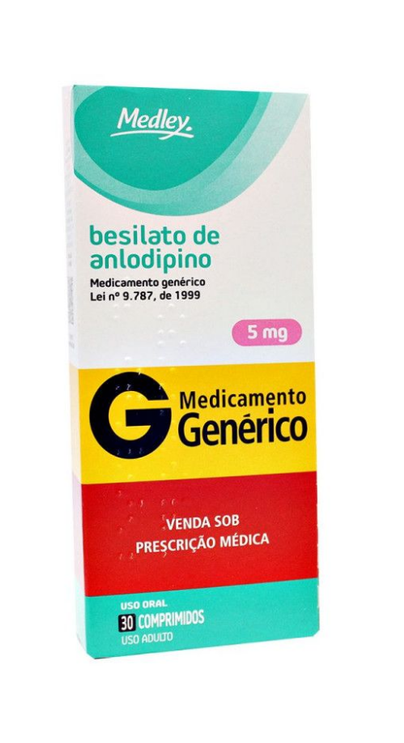 Medley.
besilato de
anlodipino
Medicamento genérico
Lei nº 9.787, de 1999
5 mg
G Medicamento
Genérico
VENDA SOB
PRESCRIÇÃO MÉDICA
USO ORAL
30 COMPRIMIDOS
USO ADULTO